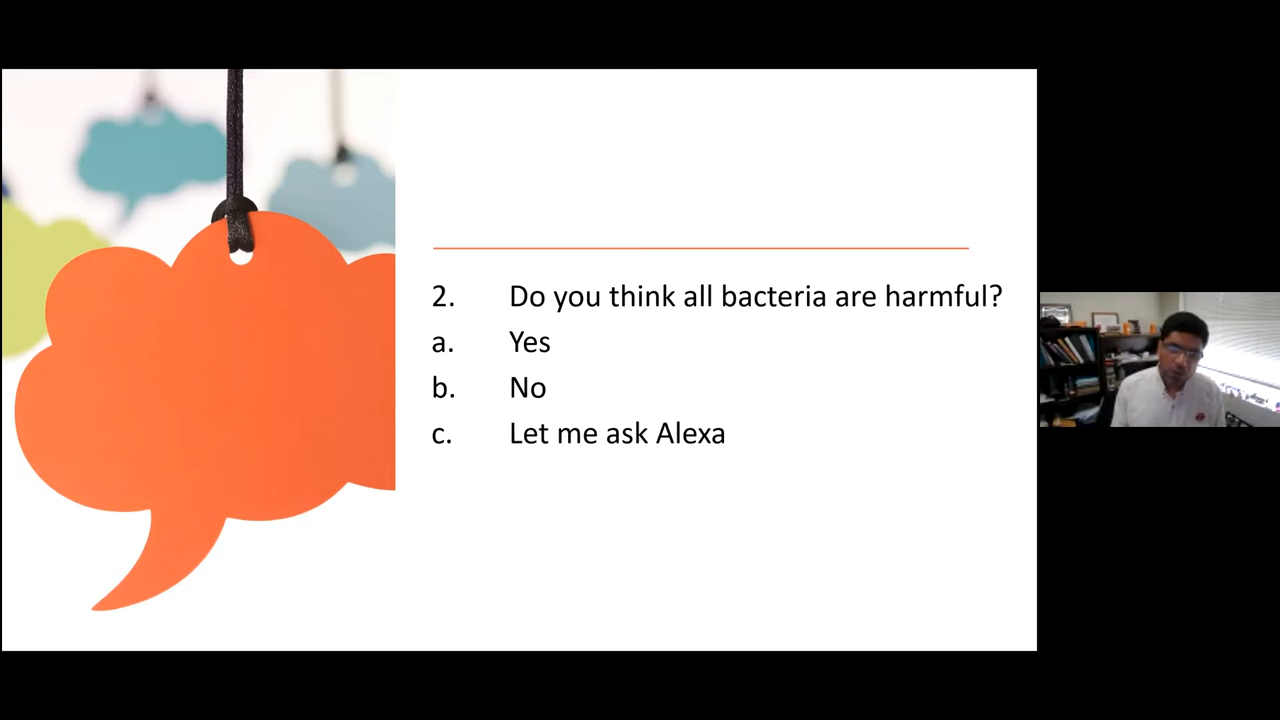 2. Do you think all bacteria are harmful?
a. Yes
b. No
c. Let me ask Alexa